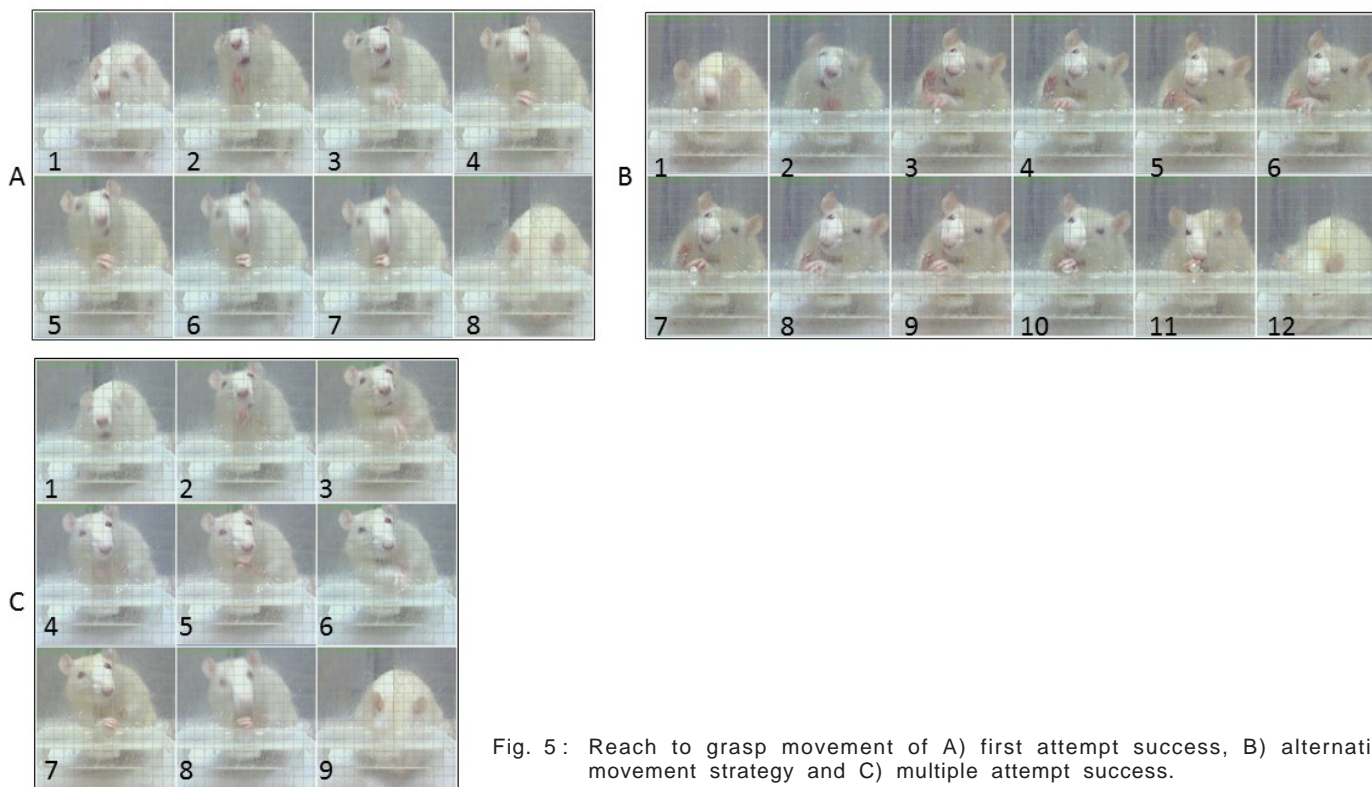 A
1 2 3 4
5 6 7 8
B
1 2 3 4 5 6
7 8 9 10 11 12
C
1 2 3
4 5 6
7 8 9
Fig. 5 : Reach to grasp movement of A) first attempt success, B) alternati
movement strategy and C) multiple attempt success.